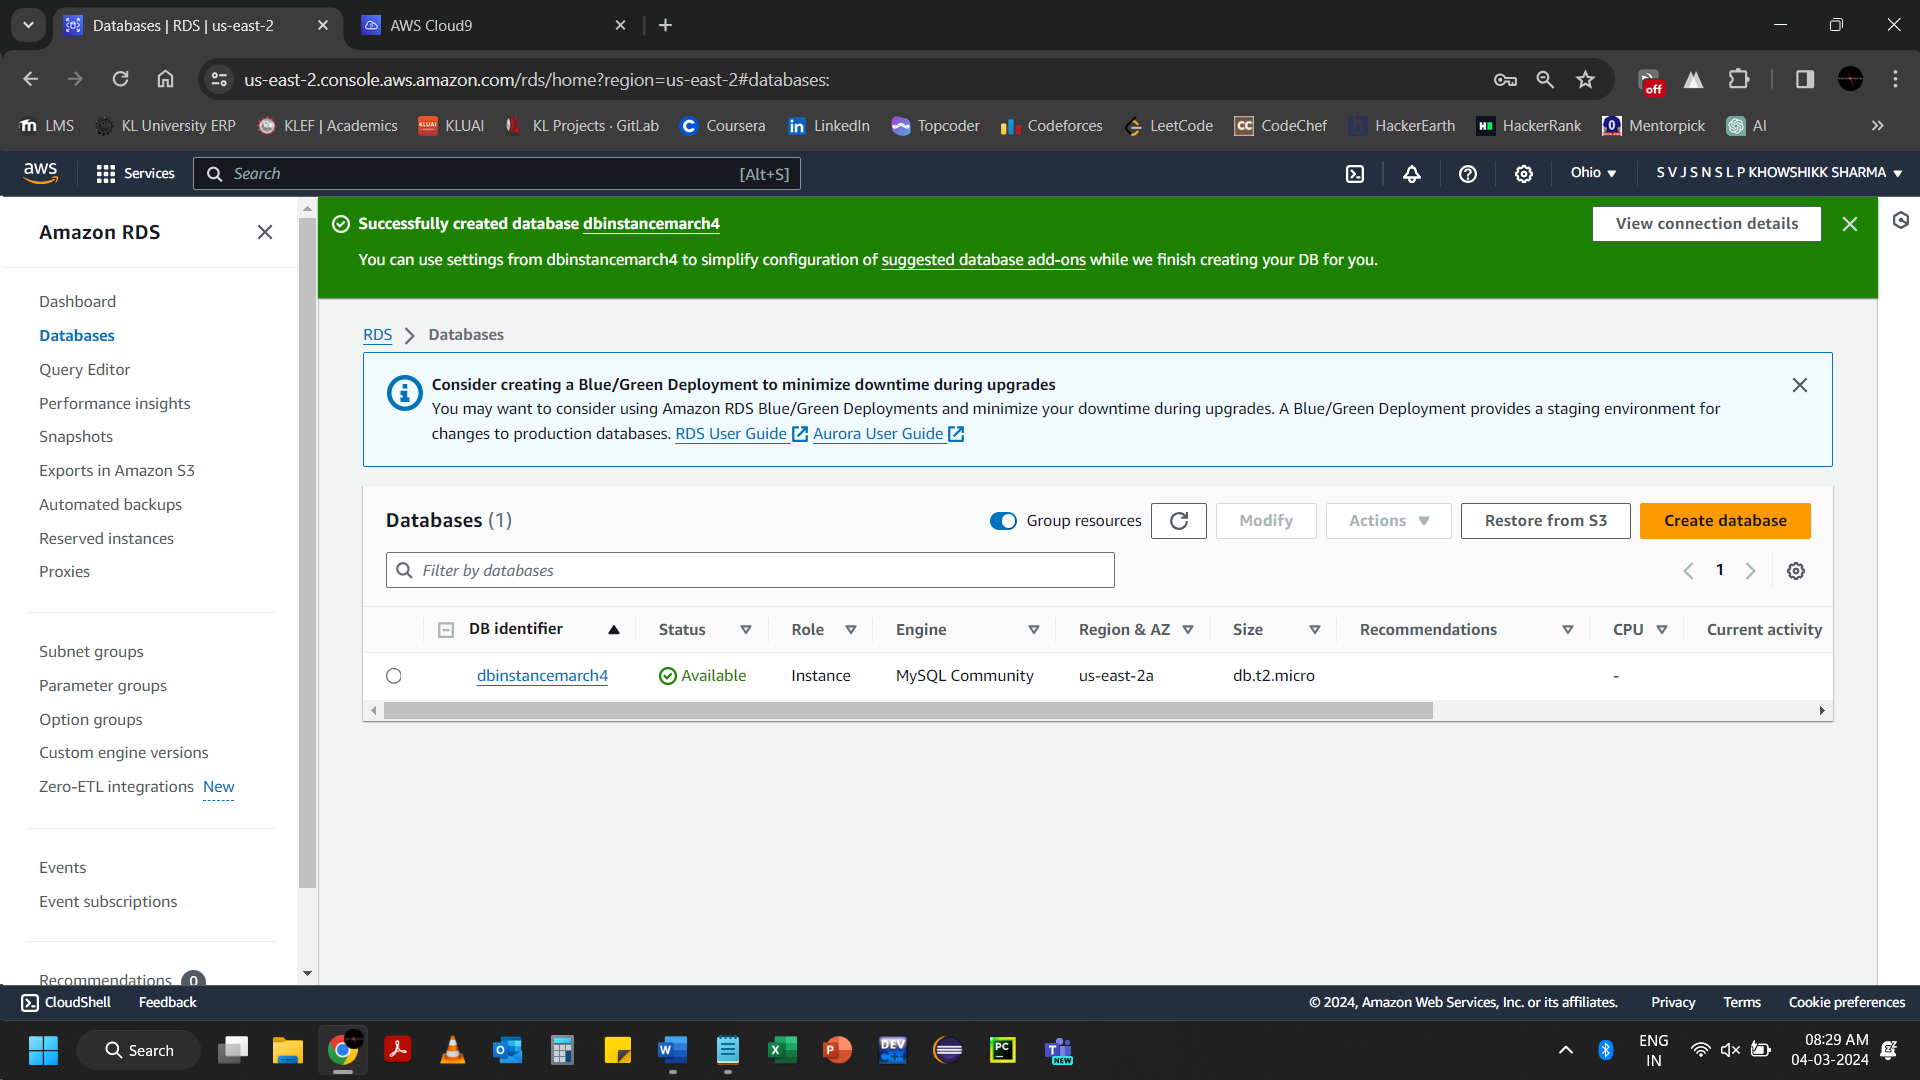 Databases | RDS | us-east-2
AWS Cloud9
us-east-2.console.aws.amazon.com/rds/home?region=us-east-2#databases:
off
LMS
KL University ERP
KLEF | Academics
KLUAI
KL Projects · GitLab
Coursera
LinkedIn
Topcoder
Codeforces
LeetCode
CodeChef
HackerEarth
HackerRank
Mentorpick
AI
aws
Services
Search
[Alt+S]
Ohio
S V J S N S L P KHOWSHIKK SHARMA
Amazon RDS
Dashboard
Databases
Query Editor
Performance insights
Snapshots
Exports in Amazon S3
Automated backups
Reserved instances
Proxies
Subnet groups
Parameter groups
Option groups
Custom engine versions
Zero-ETL integrations New
Events
Event subscriptions
Recommendations 0
Successfully created database dbinstancemarch4
View connection details
You can use settings from dbinstancemarch4 to simplify configuration of suggested database add-ons while we finish creating your DB for you.
RDS > Databases
Consider creating a Blue/Green Deployment to minimize downtime during upgrades
You may want to consider using Amazon RDS Blue/Green Deployments and minimize your downtime during upgrades. A Blue/Green Deployment provides a staging environment for
changes to production databases. RDS User Guide Aurora User Guide
Databases (1)
Group resources
Modify
Actions
Restore from S3
Create database
Filter by databases
1
DB identifier
Status
Role
Engine
Region & AZ
Size
Recommendations
CPU
Current activity
dbinstancemarch4
Available
Instance
MySQL Community
us-east-2a
db.t2.micro
-
CloudShell
Feedback
© 2024, Amazon Web Services, Inc. or its affiliates.
Privacy
Terms
Cookie preferences
Search
DEV
PC
NEW
ENG
IN
08:29 AM
04-03-2024